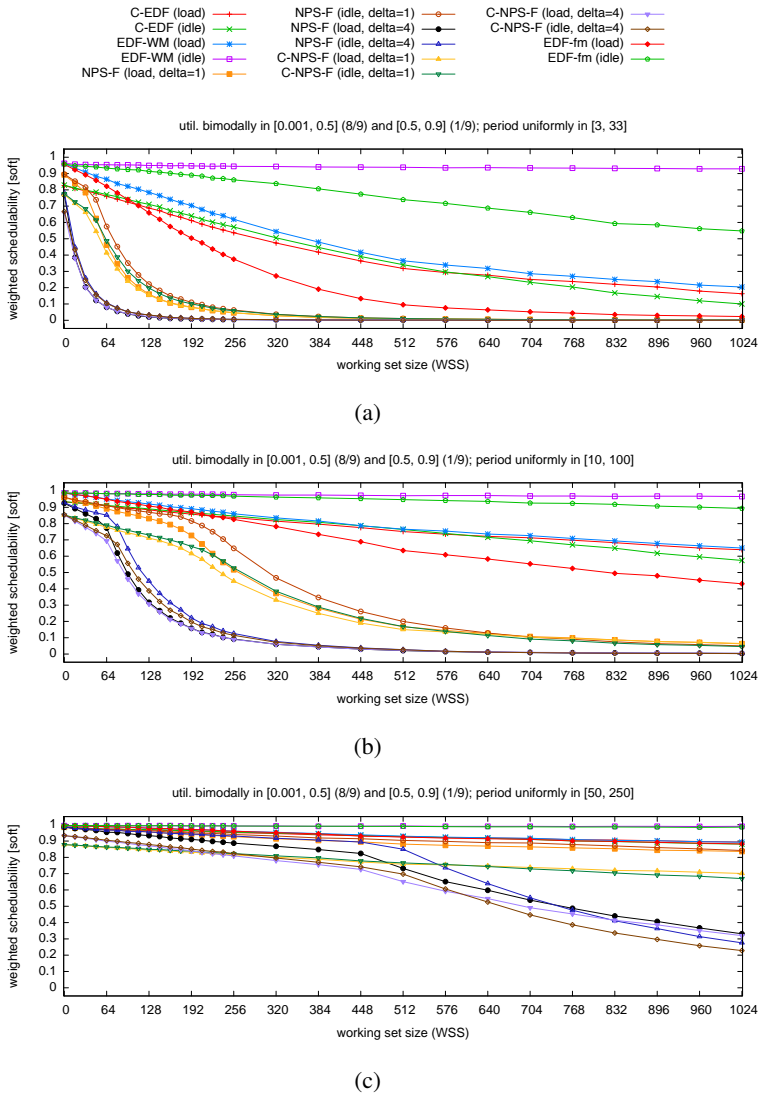 C-EDF (load)
C-EDF (idle)
EDF-WM (load)
EDF-WM (idle)
NPS-F (load, delta=1)
NPS-F (idle, delta=1)
NPS-F (load, delta=4)
NPS-F (idle, delta=4)
C-NPS-F (load, delta=1)
C-NPS-F (idle, delta=1)
C-NPS-F (load, delta=4)
C-NPS-F (idle, delta=4)
EDF-fm (load)
EDF-fm (idle)
util. bimodally in [0.001, 0.5] (8/9) and [0.5, 0.9] (1/9); period uniformly in [3, 33]
weighted schedulability [soft]
1
0.9
0.8
0.7
0.6
0.5
0.4
0.3
0.2
0.1
0
0 64 128 192 256 320 384 448 512 576 640 704 768 832 896 960 1024
working set size (WSS)
(a)
util. bimodally in [0.001, 0.5] (8/9) and [0.5, 0.9] (1/9); period uniformly in [10, 100]
weighted schedulability [soft]
1
0.9
0.8
0.7
0.6
0.5
0.4
0.3
0.2
0.1
0
0 64 128 192 256 320 384 448 512 576 640 704 768 832 896 960 1024
working set size (WSS)
(b)
util. bimodally in [0.001, 0.5] (8/9) and [0.5, 0.9] (1/9); period uniformly in [50, 250]
weighted schedulability [soft]
1
0.9
0.8
0.7
0.6
0.5
0.4
0.3
0.2
0.1
0
0 64 128 192 256 320 384 448 512 576 640 704 768 832 896 960 1024
working set size (WSS)
(c)